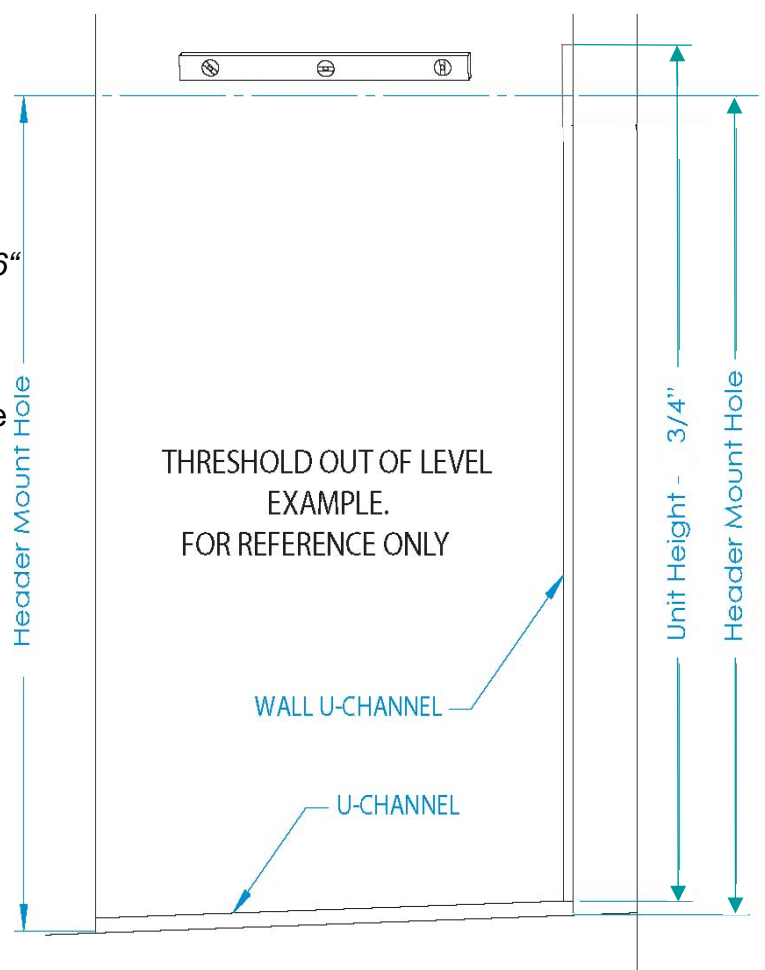 6“
e
Header Mount Hole
THRESHOLD OUT OF LEVEL
EXAMPLE.
FOR REFERENCE ONLY
WALL U-CHANNEL
U-CHANNEL
Unit Height - 3/4”
Header Mount Hole